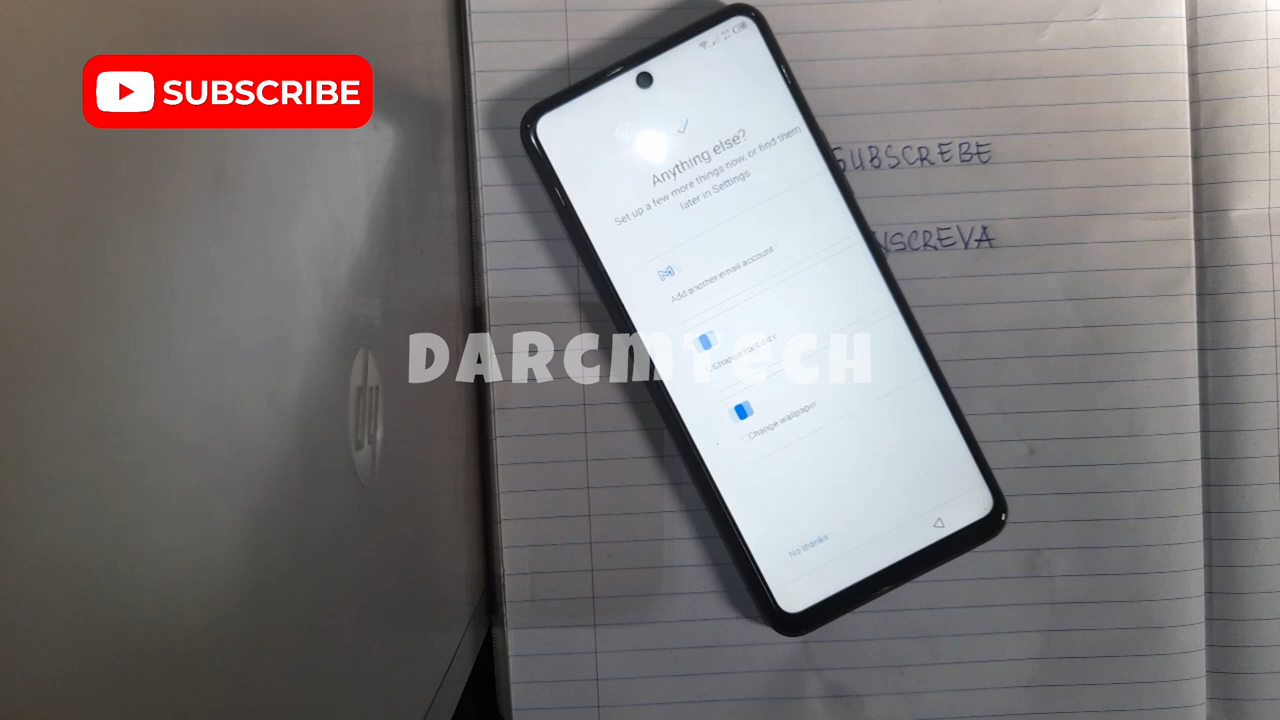 SUBSCRIBE
Anything else?
Set up a few more things now, or find them
later in Settings
Add another email account
Change wallpaper
No thanks
SUBSCREBE
NSCREVA
DARCMTECH
hp